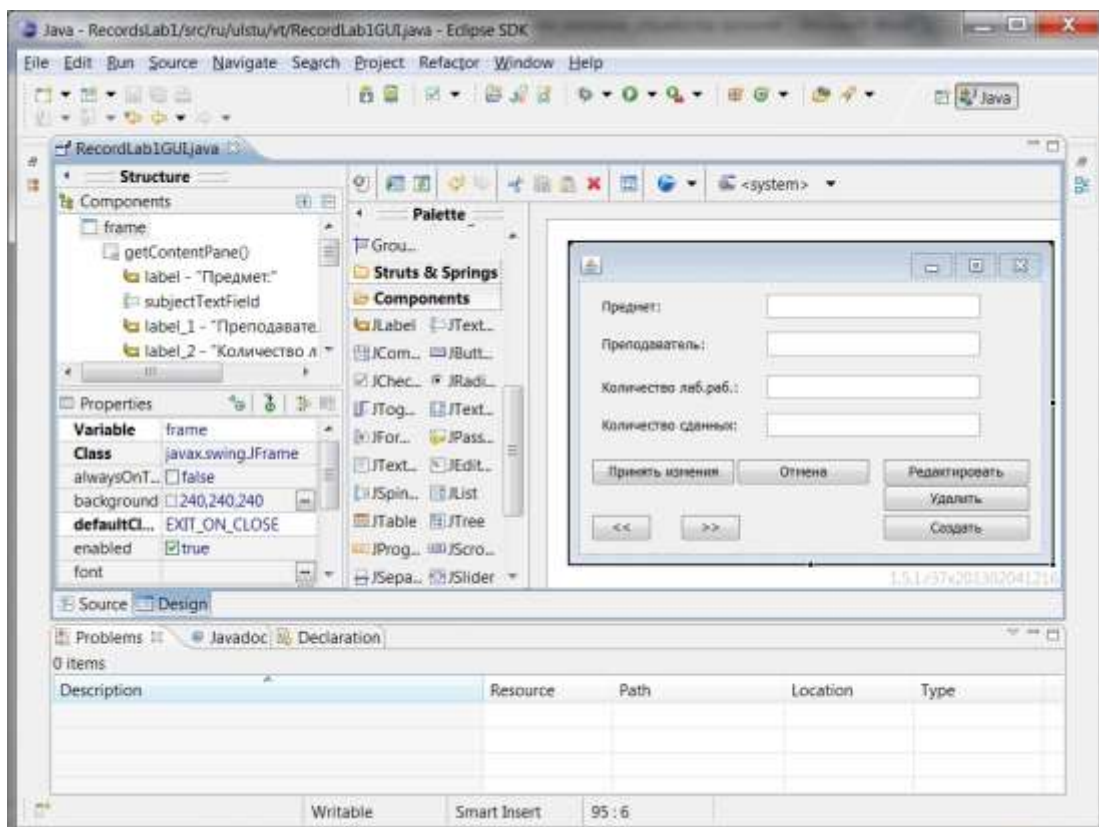 Java - RecordsLab1/src/ru/ulstu/vt/RecordLab1GUI.java - Eclipse SDK
File Edit Run Source Navigate Search Project Refactor Window Help
Java
RecordLab1GUI.java
Structure
<system>
Components
Palette
frame
Grou...
getContentPane()
Struts & Springs
label - "Предмет:"
Components
subjectTextField
JLabel JText...
label_1 - "Преподавате
JCom... JButt...
label_2 - "Количество л
JChec... JRadi...
Properties
JTog... JText...
Variable frame
JFor... JPass...
Class javax.swing.JFrame
JText... JEdit...
alwaysOnT... false
JSpin... JList
background 240,240,240
JTable JTree
defaultCl... EXIT_ON_CLOSE
JProg... JScro...
enabled true
JSepa... JSlider
font
Предмет:
Преподаватель:
Количество лаб.раб.:
Количество сданных:
Принять измения Отмена Редактировать
Удалить
<< >> Создать
Source Design
Problems Javadoc Declaration
0 items
Description Resource Path Location Type
Writable Smart Insert 95 : 6